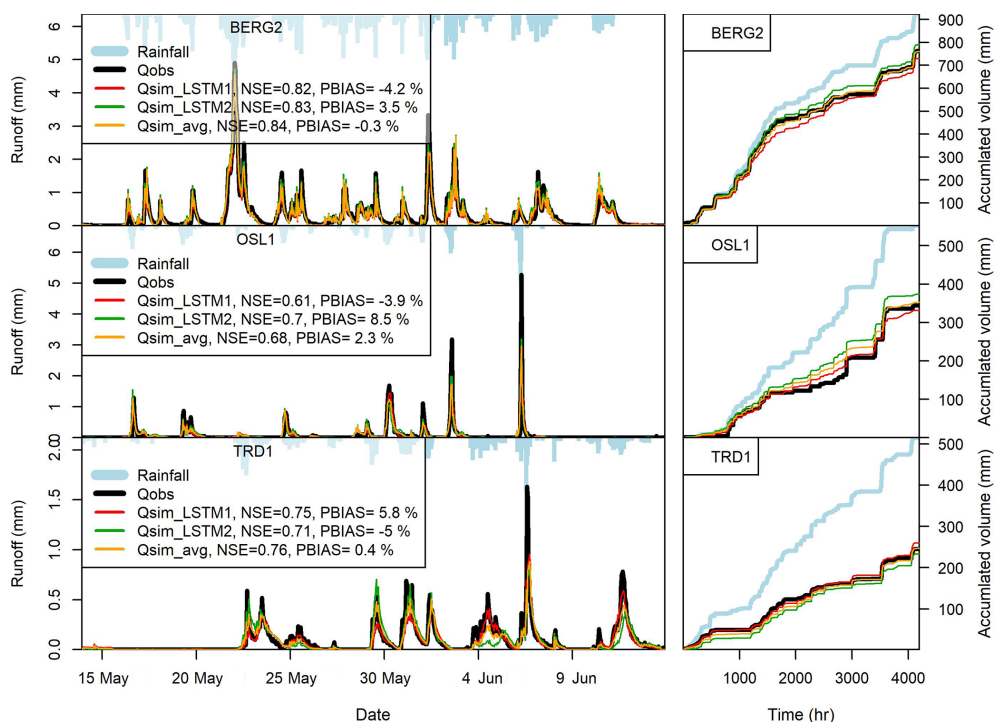 BERG2
Rainfall
Qobs
Qsim_LSTM1, NSE=0.82, PBIAS= -4.2 %
Qsim_LSTM2, NSE=0.83, PBIAS= 3.5 %
Qsim_avg, NSE=0.84, PBIAS= -0.3 %
Runoff (mm)
6
5
4
3
2
1
0
BERG2
900
800
700
600
500
400
300
200
100
Accumulated volume (mm)
OSL1
Rainfall
Qobs
Qsim_LSTM1, NSE=0.61, PBIAS= -3.9 %
Qsim_LSTM2, NSE=0.7, PBIAS= 8.5 %
Qsim_avg, NSE=0.68, PBIAS= 2.3 %
Runoff (mm)
6
5
4
3
2
1
0
OSL1
500
400
300
200
100
Accumulated volume (mm)
TRD1
Rainfall
Qobs
Qsim_LSTM1, NSE=0.75, PBIAS= 5.8 %
Qsim_LSTM2, NSE=0.71, PBIAS= -5 %
Qsim_avg, NSE=0.76, PBIAS= 0.4 %
Runoff (mm)
2.0
1.5
1.0
0.5
0.0
TRD1
500
400
300
200
100
Accumulated volume (mm)
15 May 20 May 25 May 30 May 4 Jun 9 Jun
Date
1000 2000 3000 4000
Time (hr)